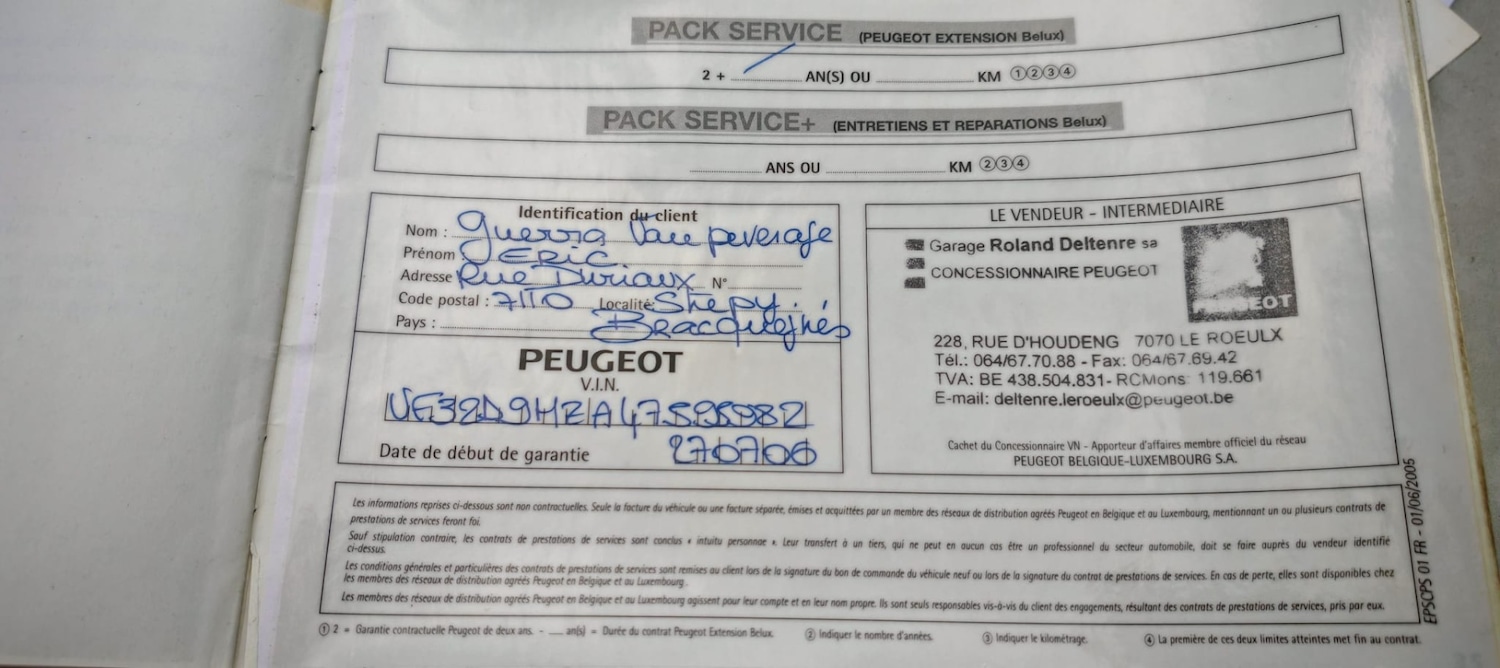 PACK SERVICE (PEUGEOT EXTENSION Belux)
2 + ........ AN(S) OU ........ KM ①②③④
PACK SERVICE+ (ENTRETIENS ET REPARATIONS Belux)
........ ANS OU ........ KM ②③④
Identification du client
Nom : Guerria Van peverage
Prénom : ERIC
Adresse Rue Duriaux N°
Code postal : 7110 Localité: Strepy.
Pays : Bracquegnés
PEUGEOT
V.I.N.
Date de début de garantie 270706
LE VENDEUR - INTERMEDIAIRE
Garage Roland Deltenre sa
CONCESSIONNAIRE PEUGEOT
PEUGEOT
228, RUE D'HOUDENG 7070 LE ROEULX
Tél.: 064/67.70.88 - Fax: 064/67.69.42
TVA: BE 438.504.831- RCMons: 119.661
E-mail: deltenre.leroeulx@peugeot.be
Cachet du Concessionnaire VN - Apporteur d'affaires membre officiel du réseau
PEUGEOT BELGIQUE-LUXEMBOURG S.A.
Les informations reprises ci-dessous sont non contractuelles. Seule la facture du véhicule ou une facture séparée, émises et acquittées par un membre des réseaux de distribution agréés Peugeot en Belgique et au Luxembourg, mentionnant un ou plusieurs contrats de
prestations de services feront foi.
Sauf stipulation contraire, les contrats de prestations de services sont conclus « intuitu personnae ». Leur transfert à un tiers, qui ne peut en aucun cas être un professionnel du secteur automobile, doit se faire auprès du vendeur identifié
ci-dessus.
Les conditions générales et particulières des contrats de prestations de services sont remises au client lors de la signature du bon de commande du véhicule neuf ou lors de la signature du contrat de prestations de services. En cas de perte, elles sont disponibles chez
les membres des réseaux de distribution agréés Peugeot en Belgique et au Luxembourg.
Les membres des réseaux de distribution agréés Peugeot en Belgique et au Luxembourg agissent pour leur compte et en leur nom propre. Ils sont seuls responsables vis-à-vis du client des engagements, résultant des contrats de prestations de services, pris par eux.
① 2 = Garantie contractuelle Peugeot de deux ans. - .... an(s) = Durée du contrat Peugeot Extension Belux. ② Indiquer le nombre d'années. ③ Indiquer le kilométrage. ④ La première de ces deux limites atteintes met fin au contrat.
EPSCPS 01 FR - 01/06/2005